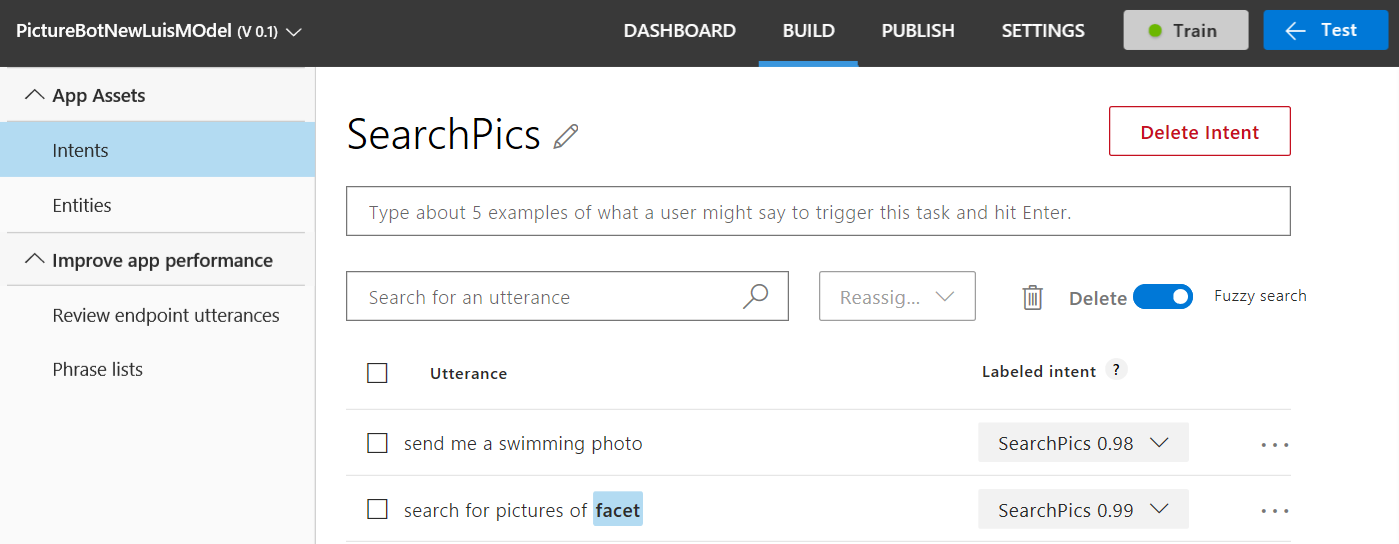 PictureBotNewLuisMOdel (V 0.1) DASHBOARD BUILD PUBLISH SETTINGS Train Test
App Assets
Intents
Entities
Improve app performance
Review endpoint utterances
Phrase lists
SearchPics Delete Intent
Type about 5 examples of what a user might say to trigger this task and hit Enter.
Search for an utterance Reassig... Delete Fuzzy search
Utterance Labeled intent ?
send me a swimming photo SearchPics 0.98 ...
search for pictures of facet SearchPics 0.99 ...